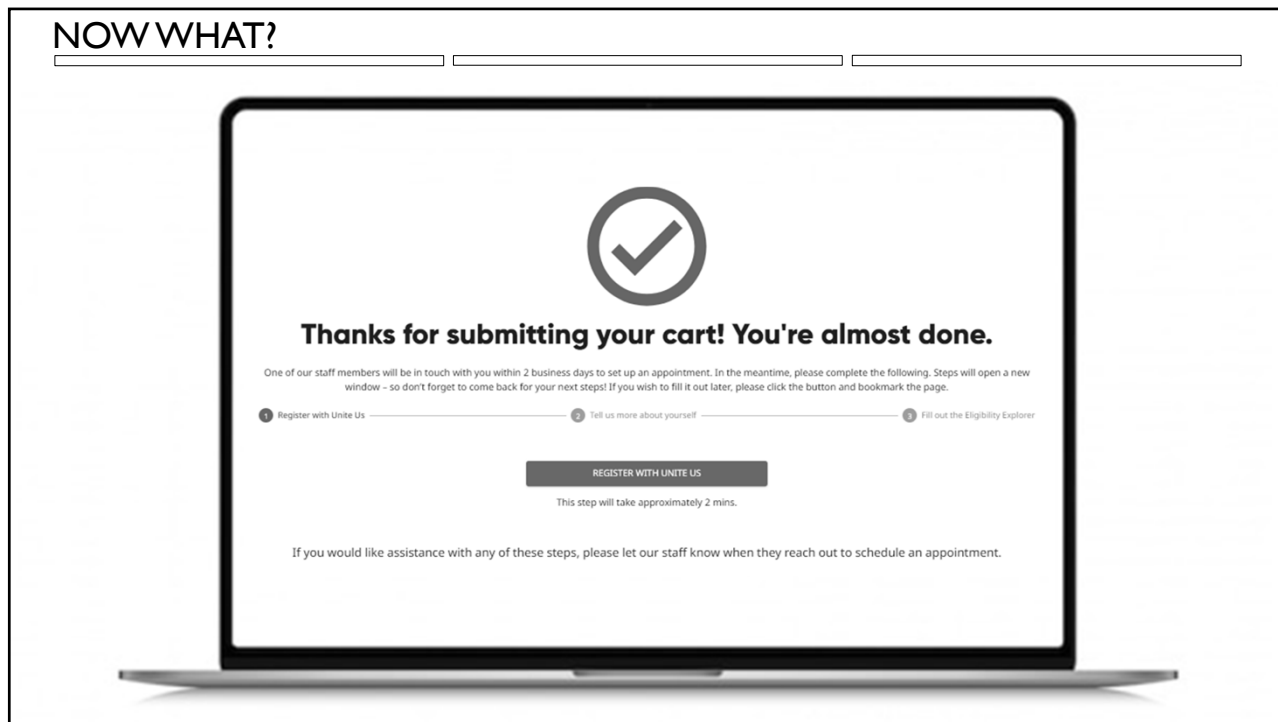 NOW WHAT?
Thanks for submitting your cart! You're almost done.
One of our staff members will be in touch with you within 2 business days to set up an appointment. In the meantime, please complete the following. Steps will open a new
window – so don't forget to come back for your next steps! If you wish to fill it out later, please click the button and bookmark the page.
1 Register with Unite Us 2 Tell us more about yourself 3 Fill out the Eligibility Explorer
REGISTER WITH UNITE US
This step will take approximately 2 mins.
If you would like assistance with any of these steps, please let our staff know when they reach out to schedule an appointment.